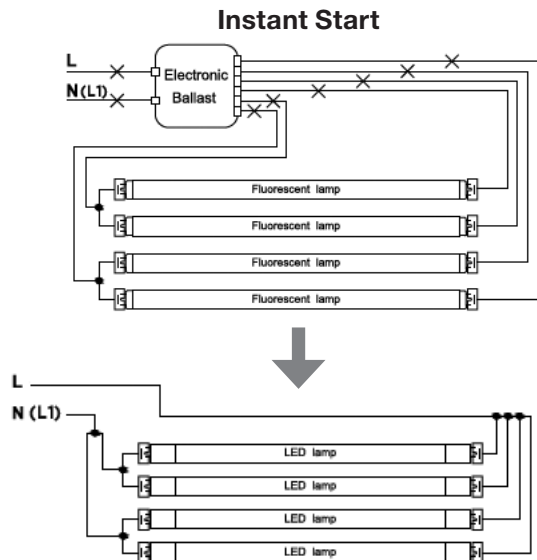 Instant Start
L
N(L1)
Electronic
Ballast
Fluorescent lamp
Fluorescent lamp
Fluorescent lamp
Fluorescent lamp
L
N (L1)
LED lamp
LED lamp
LED lamp
LED lamp